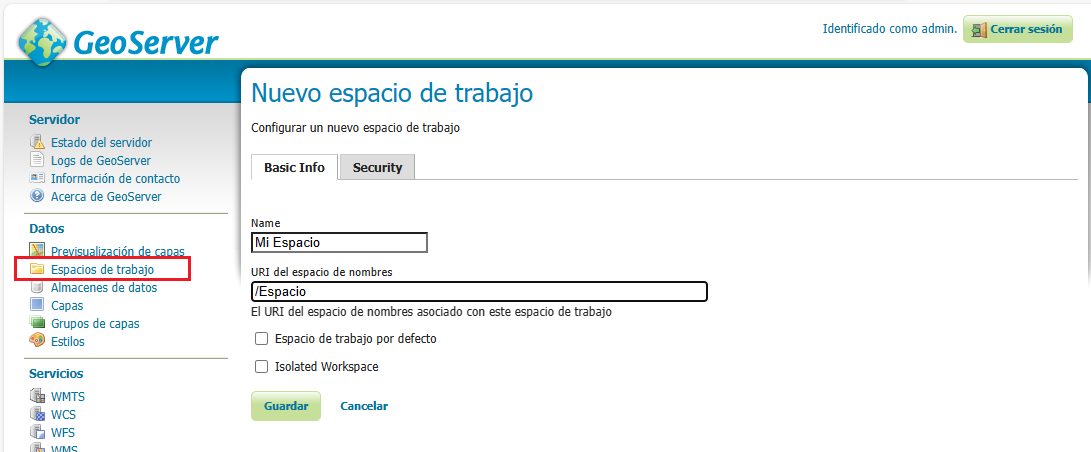 GeoServer
Identificado como admin.
Cerrar sesión
Servidor
Estado del servidor
Logs de GeoServer
Información de contacto
Acerca de GeoServer
Datos
Previsualización de capas
Espacios de trabajo
Almacenes de datos
Capas
Grupos de capas
Estilos
Servicios
WMTS
WCS
WFS
WMS
Nuevo espacio de trabajo
Configurar un nuevo espacio de trabajo
Basic Info Security
Name
Mi Espacio
URI del espacio de nombres
/Espacio
El URI del espacio de nombres asociado con este espacio de trabajo
Espacio de trabajo por defecto
Isolated Workspace
Guardar Cancelar